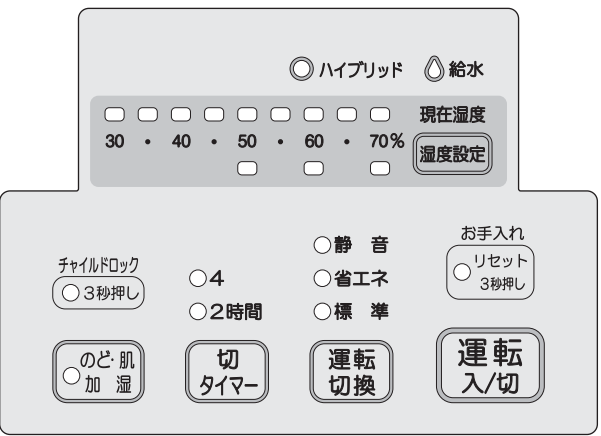 ハイブリッド 給水
現在湿度
30 ・ 40 ・ 50 ・ 60 ・ 70%
湿度設定
お手入れ
リセット
3秒押し
チャイルドロック
3秒押し
4
2時間
静 音
省エネ
標 準
のど・肌
加 湿
切
タイマー
運転
切換
運転
入/切